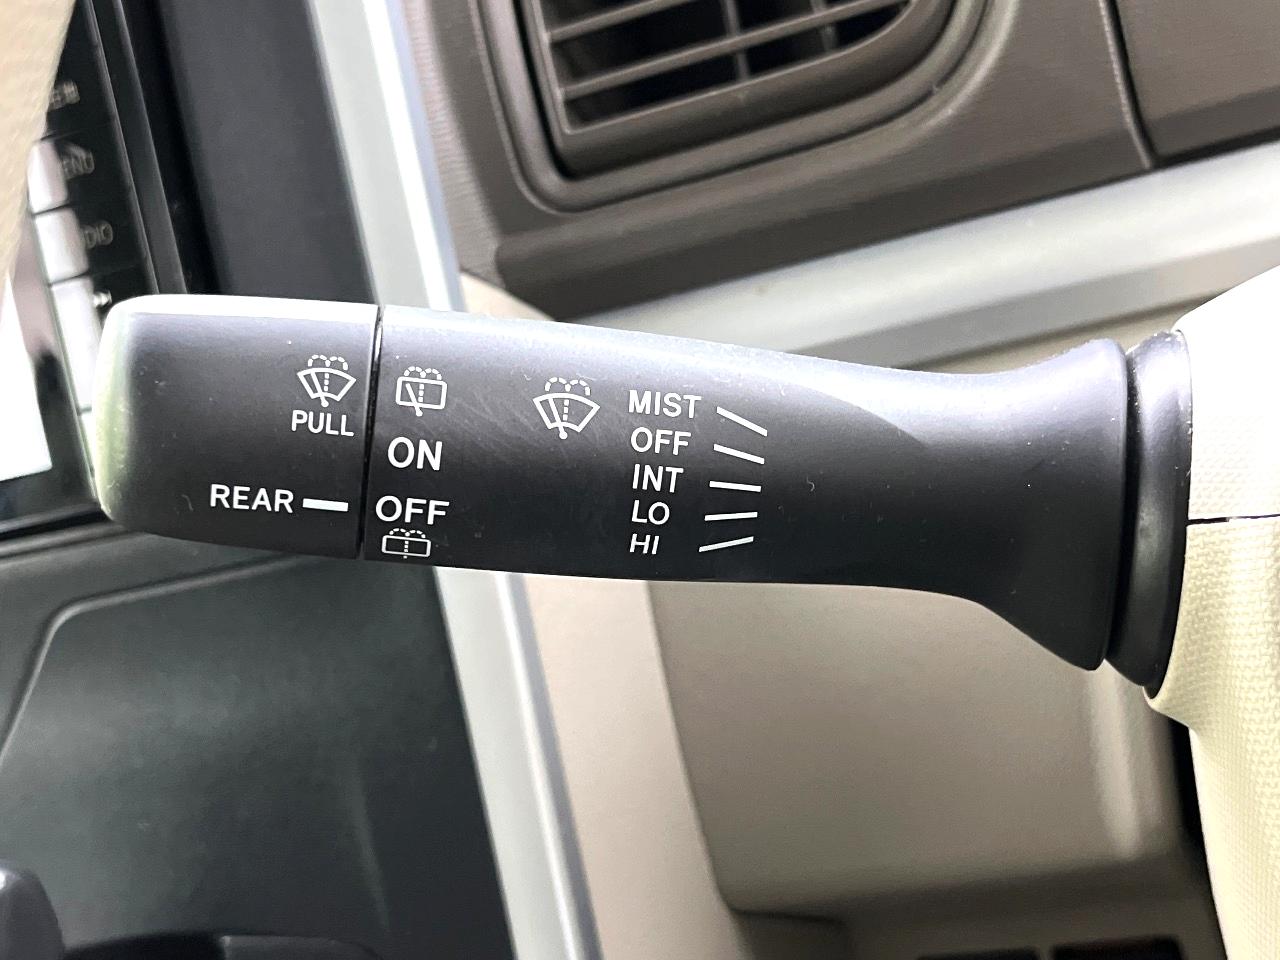 PULL
REAR
ON
OFF
MIST
OFF
INT
LO
HI